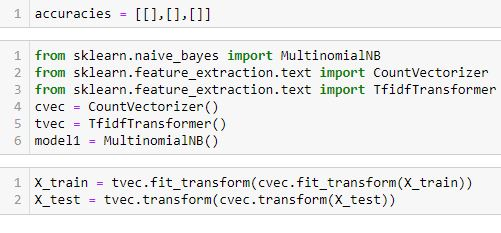 1 accuracies = [[],[],[]]
1 from sklearn.naive_bayes import MultinomialNB
2 from sklearn.feature_extraction.text import CountVectorizer
3 from sklearn.feature_extraction.text import TfidfTransformer
4 cvec = CountVectorizer()
5 tvec = TfidfTransformer()
6 model1 = MultinomialNB()
1 X_train = tvec.fit_transform(cvec.fit_transform(X_train))
2 X_test = tvec.transform(cvec.transform(X_test))